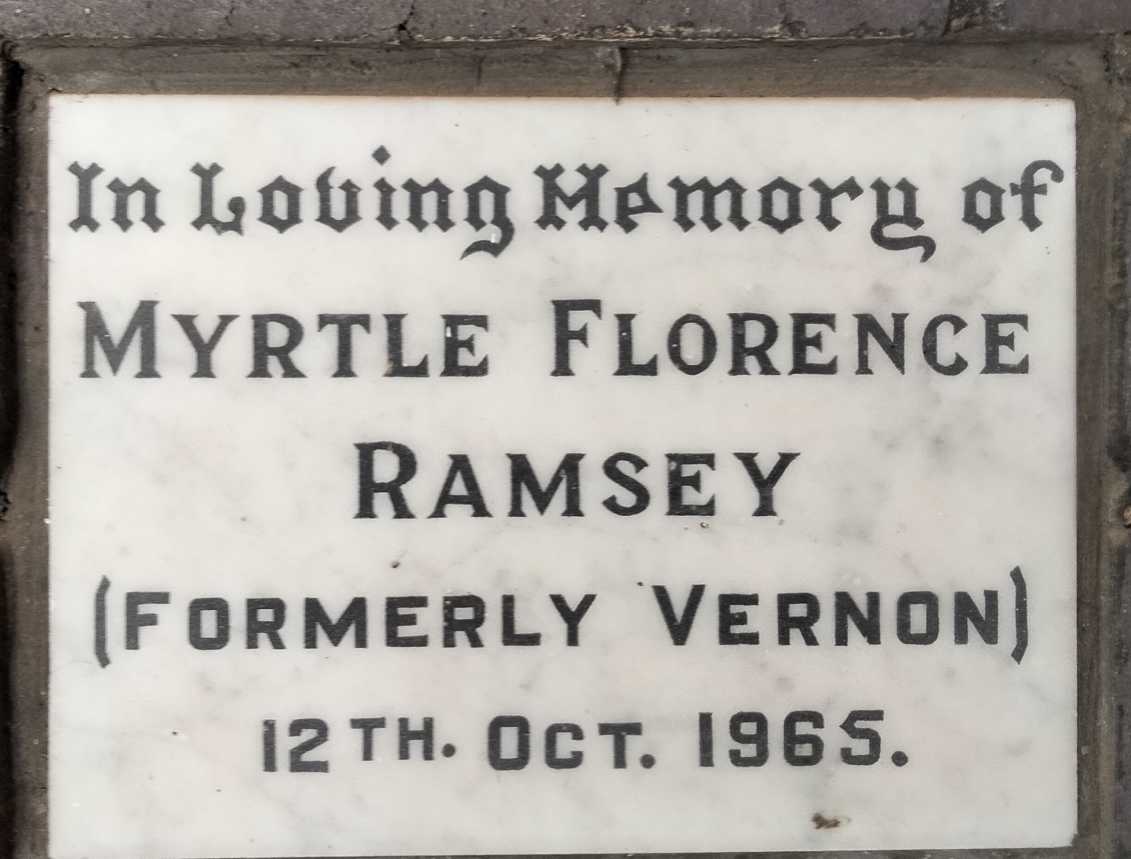 In Loving Memory of
MYRTLE FLORENCE
RAMSEY
(FORMERLY VERNON)
12TH. OCT. 1965.